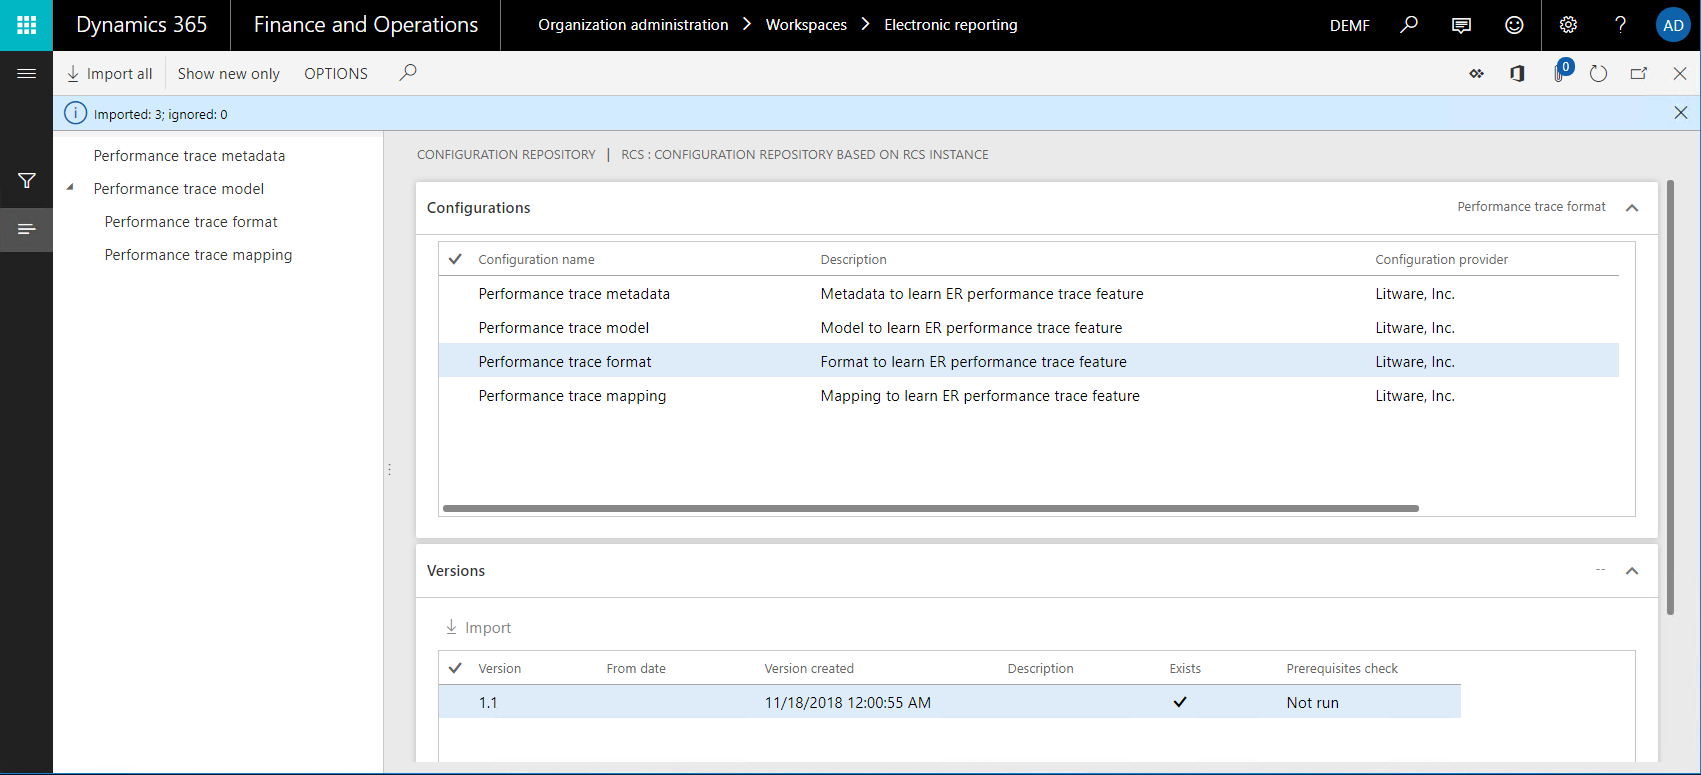 Dynamics 365 Finance and Operations Organization administration Workspaces Electronic reporting DEMF ? AD
Import all Show new only OPTIONS 0
Imported: 3; ignored: 0
Performance trace metadata
Performance trace model
Performance trace format
Performance trace mapping
CONFIGURATION REPOSITORY | RCS : CONFIGURATION REPOSITORY BASED ON RCS INSTANCE
Configurations Performance trace format
Configuration name Description Configuration provider
Performance trace metadata Metadata to learn ER performance trace feature Litware, Inc.
Performance trace model Model to learn ER performance trace feature Litware, Inc.
Performance trace format Format to learn ER performance trace feature Litware, Inc.
Performance trace mapping Mapping to learn ER performance trace feature Litware, Inc.
Versions --
Import
Version From date Version created Description Exists Prerequisites check
1.1 11/18/2018 12:00:55 AM Not run